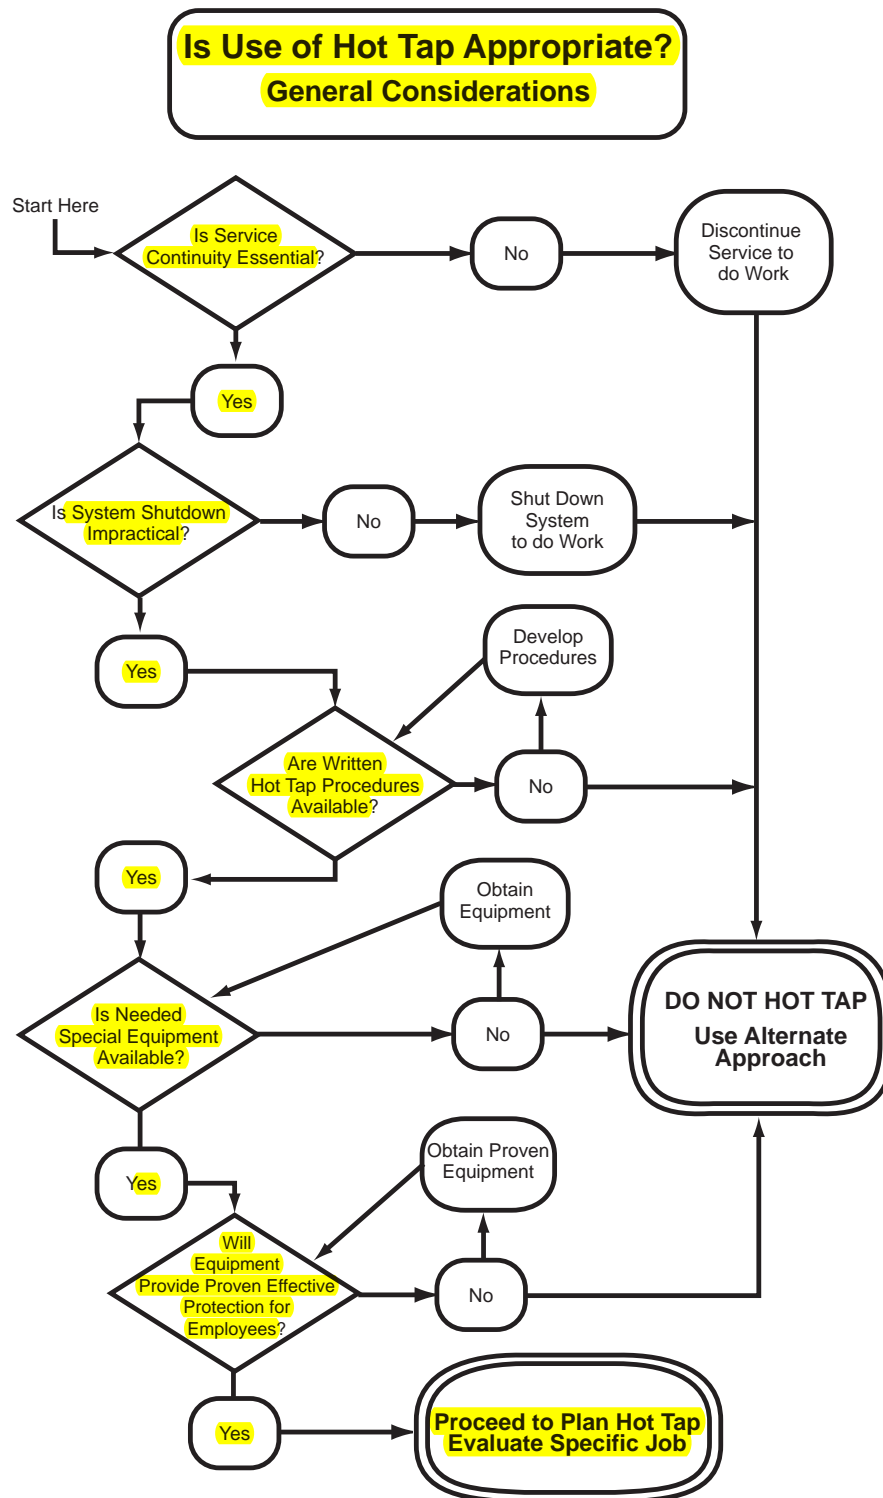 Is Use of Hot Tap Appropriate?
General Considerations
Start Here
Is Service
Continuity Essential?
No
Discontinue
Service to
do Work
Yes
Is System Shutdown
Impractical?
No
Shut Down
System
to do Work
Yes
Develop
Procedures
Are Written
Hot Tap Procedures
Available?
No
Yes
Obtain
Equipment
Is Needed
Special Equipment
Available?
No
DO NOT HOT TAP
Use Alternate
Approach
Yes
Obtain Proven
Equipment
Will
Equipment
Provide Proven Effective
Protection for
Employees?
No
Yes
Proceed to Plan Hot Tap
Evaluate Specific Job